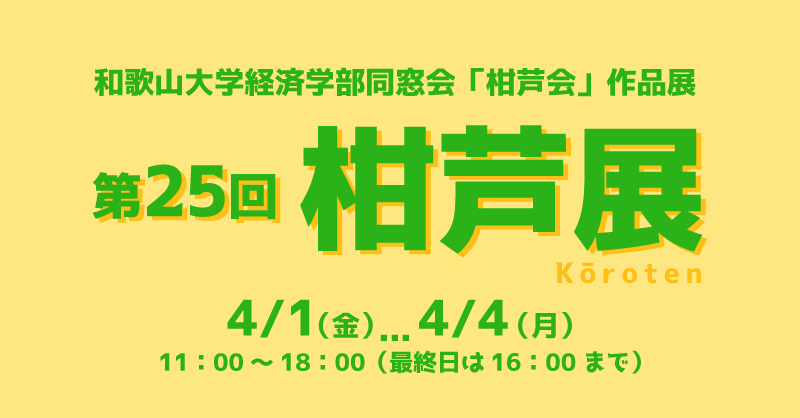 和歌山大学経済学部同窓会「柑芦会」作品展
第25回 柑芦展
Kōroten
4/1(金)…4/4(月)
11：00～18：00（最終日は16：00 まで）